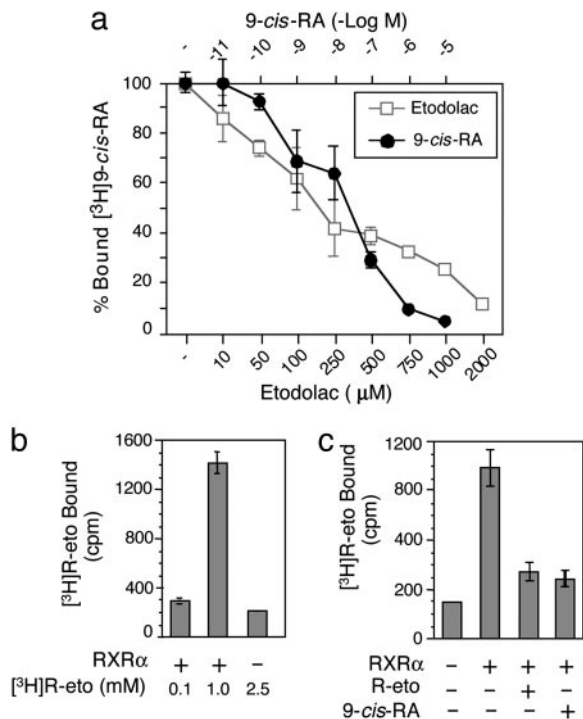 a
9-cis-RA (-Log M)
- -11 -10 -9 -8 -7 -6 -5
% Bound [³H]9-cis-RA
100
80
60
40
20
0
Etodolac
9-cis-RA
- 10 50 100 250 500 750 1000 2000
Etodolac ( μM)
b
[³H]R-eto Bound
(cpm)
1600
1200
800
400
0
RXRα + + –
[³H]R-eto (mM) 0.1 1.0 2.5
c
[³H]R-eto Bound
(cpm)
1200
800
400
200
0
RXRα – + + +
R-eto – – + –
9-cis-RA – – – +